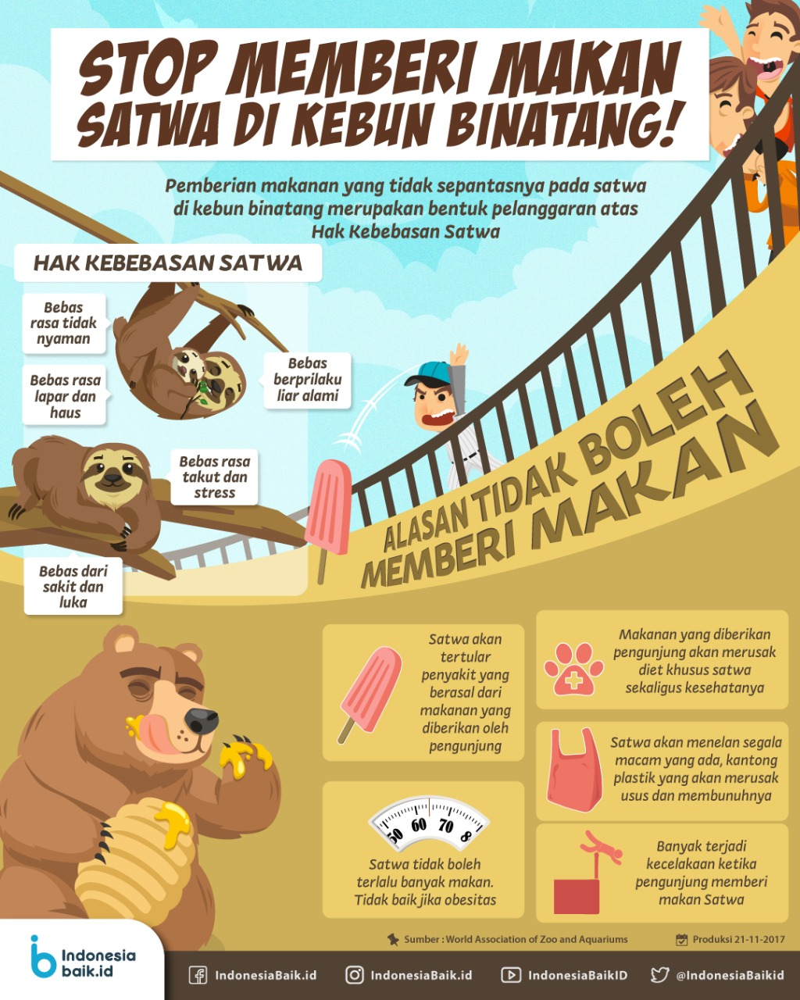 STOP MEMBERI MAKAN
SATWA DI KEBUN BINATANG!
Pemberian makanan yang tidak sepantasnya pada satwa
di kebun binatang merupakan bentuk pelanggaran atas
Hak Kebebasan Satwa
HAK KEBEBASAN SATWA
Bebas
rasa tidak
nyaman
Bebas rasa
lapar dan
haus
Bebas
berprilaku
liar alami
Bebas rasa
takut dan
stress
Bebas dari
sakit dan
luka
ALASAN TIDAK BOLEH
MEMBERI MAKAN
Satwa akan
tertular
penyakit yang
berasal dari
makanan yang
diberikan oleh
pengunjung
Makanan yang diberikan
pengunjung akan merusak
diet khusus satwa
sekaligus kesehatanya
Satwa akan menelan segala
macam yang ada, kantong
plastik yang akan merusak
usus dan membunuhnya
50 60 70 8
Satwa tidak boleh
terlalu banyak makan.
Tidak baik jika obesitas
Banyak terjadi
kecelakaan ketika
pengunjung memberi
makan Satwa
Sumber : World Association of Zoo and Aquariums
Produksi 21-11-2017
Indonesia
baik.id
IndonesiaBaik.id
IndonesiaBaik.id
IndonesiaBaikID
@IndonesiaBaikid